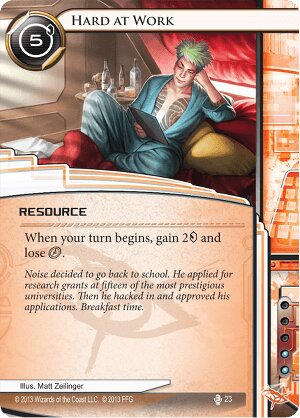 5
HARD AT WORK
RESOURCE
When your turn begins, gain 2 and
lose .
Noise decided to go back to school. He applied for
research grants at fifteen of the most prestigious
universities. Then he hacked in and approved his
applications. Breakfast time.
Illus. Matt Zeilinger
© 2013 Wizards of the Coast LLC. © 2013 FFG
23